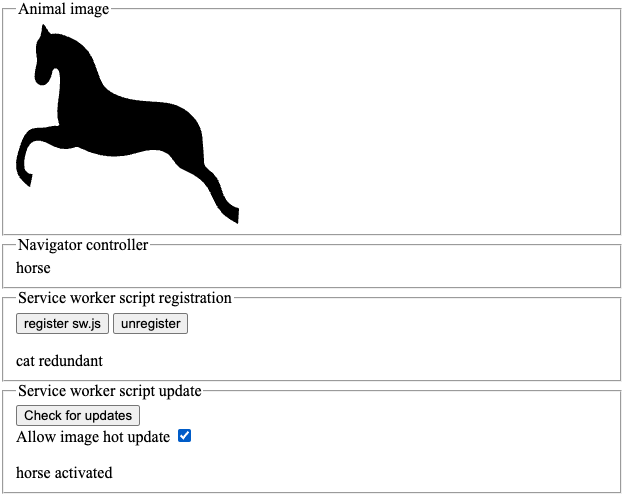 Animal image
Navigator controller
horse
Service worker script registration
register sw.js unregister
cat redundant
Service worker script update
Check for updates
Allow image hot update
horse activated